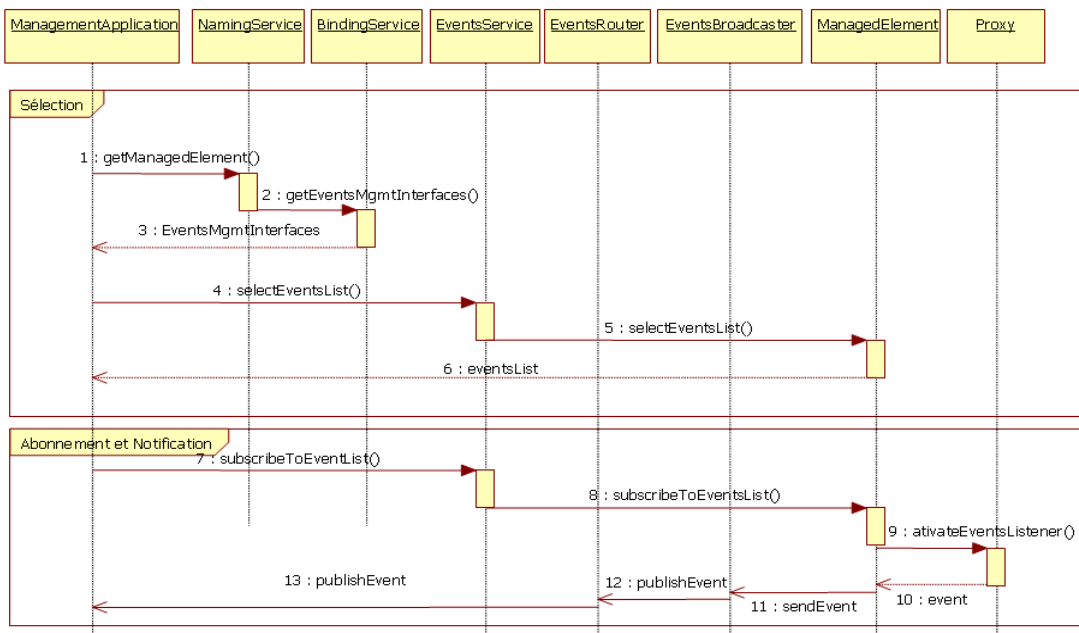 ManagementApplication
NamingService
BindingService
EventsService
EventsRouter
EventsBroadcaster
ManagedElement
Proxy
Sélection
1 : getManagedElement()
2 : getEventsMgmtInterfaces()
3 : EventsMgmtInterfaces
4 : selectEventsList()
5 : selectEventsList()
6 : eventsList
Abonnement et Notification
7 : subscribeToEventList()
8 : subscribeToEventsList()
9 : ativateEventsListener()
10 : event
11 : sendEvent
12 : publishEvent
13 : publishEvent